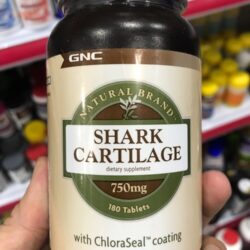 GNC
NATURAL BRAND
SHARK
CARTILAGE
dietary supplement
750mg
180 Tablets
with ChloraSeal™ coating